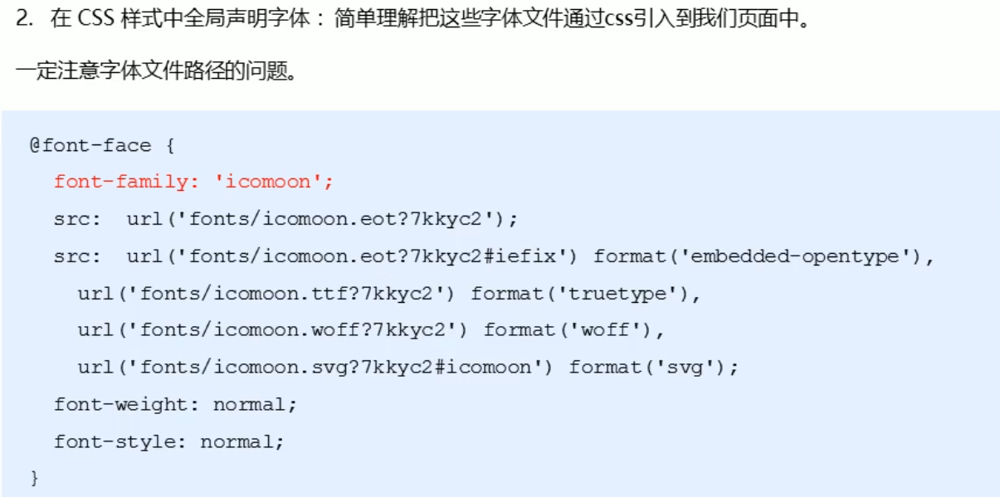 2. 在 CSS 样式中全局声明字体： 简单理解把这些字体文件通过css引入到我们页面中。
一定注意字体文件路径的问题。
@font-face {
font-family: 'icomoon';
src: url('fonts/icomoon.eot?7kkyc2');
src: url('fonts/icomoon.eot?7kkyc2#iefix') format('embedded-opentype'),
url('fonts/icomoon.ttf?7kkyc2') format('truetype'),
url('fonts/icomoon.woff?7kkyc2') format('woff'),
url('fonts/icomoon.svg?7kkyc2#icomoon') format('svg');
font-weight: normal;
font-style: normal;
}